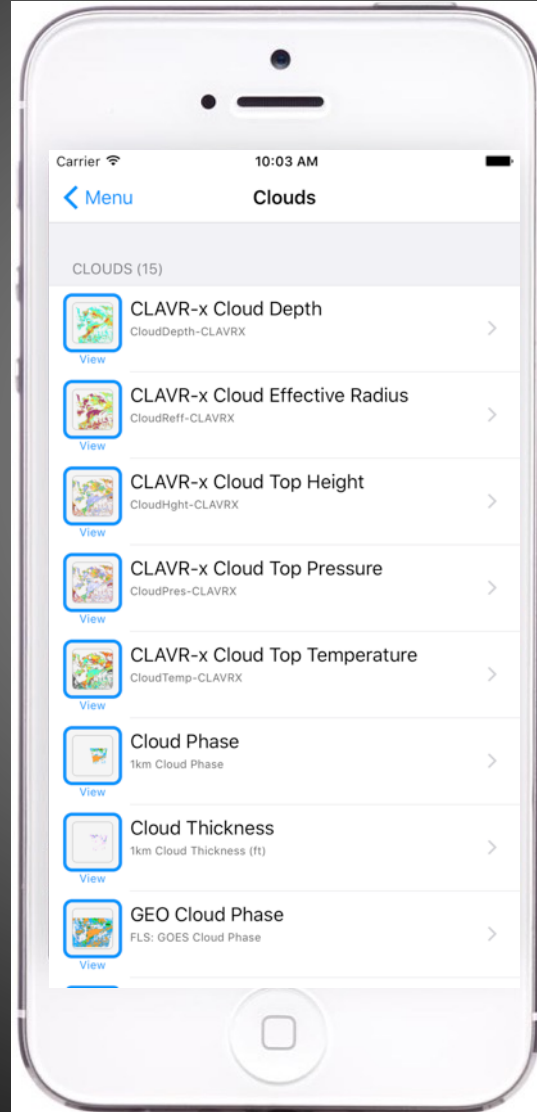 Carrier 10:03 AM
Menu Clouds
CLOUDS (15)
CLAVR-x Cloud Depth
CloudDepth-CLAVRX
View
CLAVR-x Cloud Effective Radius
CloudReff-CLAVRX
View
CLAVR-x Cloud Top Height
CloudHght-CLAVRX
View
CLAVR-x Cloud Top Pressure
CloudPres-CLAVRX
View
CLAVR-x Cloud Top Temperature
CloudTemp-CLAVRX
View
Cloud Phase
1km Cloud Phase
View
Cloud Thickness
1km Cloud Thickness (ft)
View
GEO Cloud Phase
FLS: GOES Cloud Phase
View